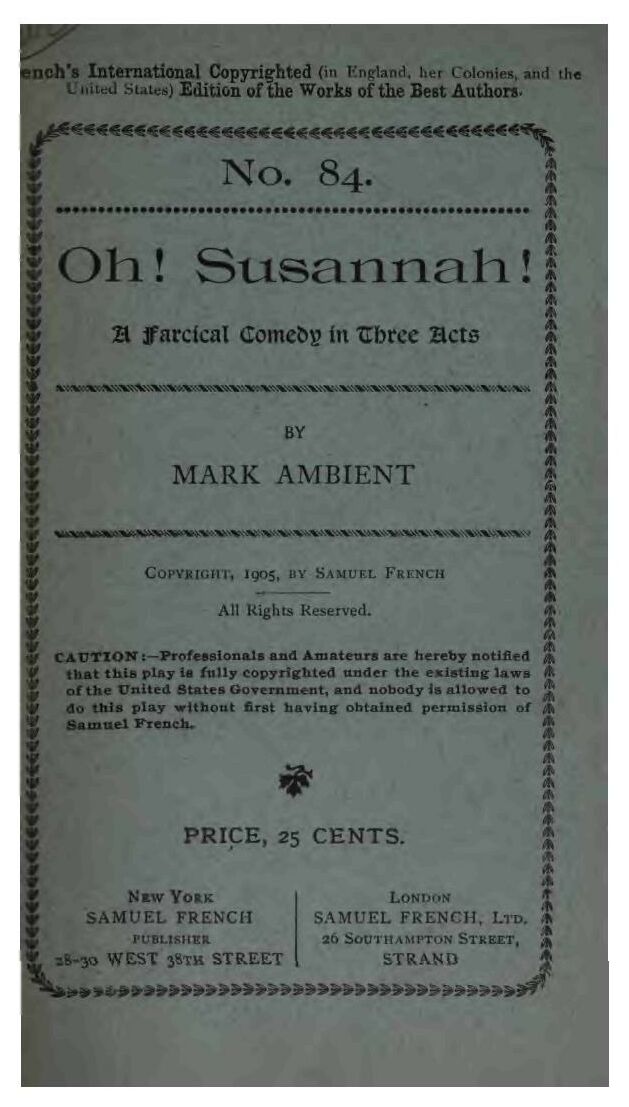 ench's International Copyrighted (in England, her Colonies, and the
United States) Edition of the Works of the Best Authors.
No. 84.
Oh! Susannah!
A Farcical Comedy in Three Acts
BY
MARK AMBIENT
COPYRIGHT, 1905, BY SAMUEL FRENCH
All Rights Reserved.
CAUTION:—Professionals and Amateurs are hereby notified
that this play is fully copyrighted under the existing laws
of the United States Government, and nobody is allowed to
do this play without first having obtained permission of
Samuel French.
PRICE, 25 CENTS.
NEW YORK
SAMUEL FRENCH
PUBLISHER
28-30 WEST 38TH STREET
LONDON
SAMUEL FRENCH, LTD.
26 SOUTHAMPTON STREET,
STRAND